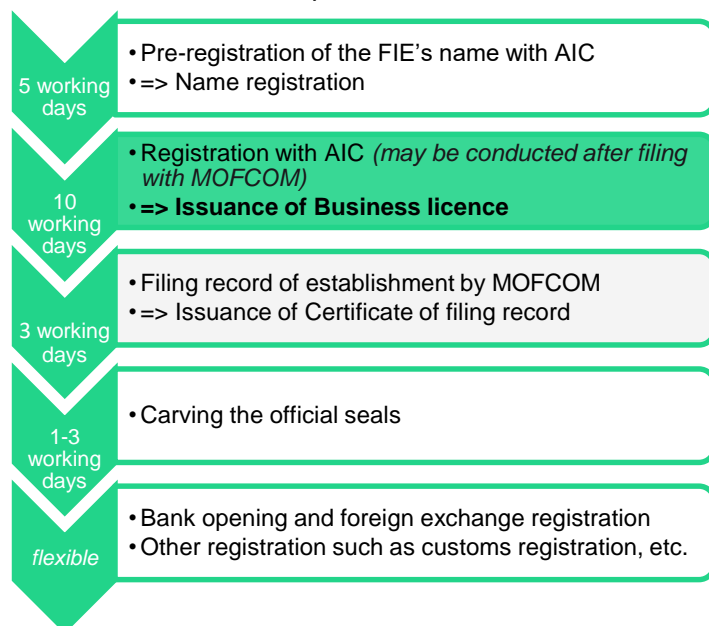 5 working
days
• Pre-registration of the FIE’s name with AIC
• => Name registration
10
working
days
• Registration with AIC (may be conducted after filing
with MOFCOM)
• => Issuance of Business licence
3 working
days
• Filing record of establishment by MOFCOM
• => Issuance of Certificate of filing record
1-3
working
days
• Carving the official seals
flexible
• Bank opening and foreign exchange registration
• Other registration such as customs registration, etc.